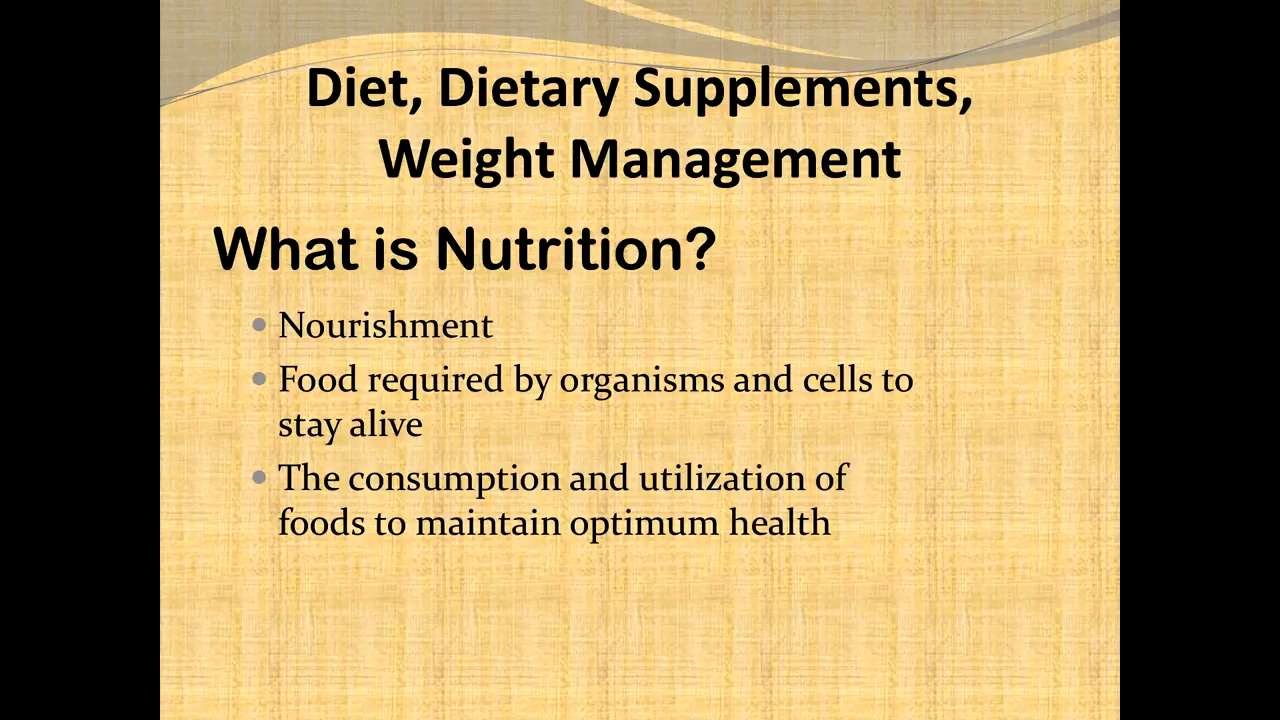 Diet, Dietary Supplements,
Weight Management
What is Nutrition?
• Nourishment
• Food required by organisms and cells to
stay alive
• The consumption and utilization of
foods to maintain optimum health